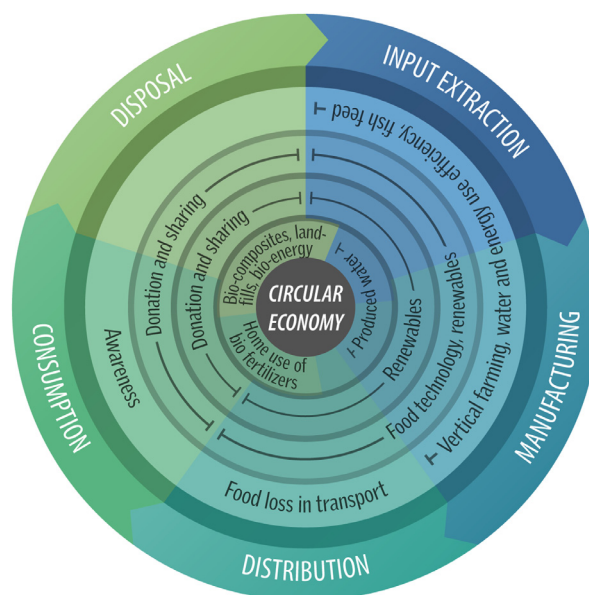 DISPOSAL
INPUT EXTRACTION
MANUFACTURING
DISTRIBUTION
CONSUMPTION
Vertical farming, water and energy use efficiency, fish feed
Food loss in transport
Awareness
Food technology, renewables
Donation and sharing
Renewables
Donation and sharing
Produced water
Home use of
bio fertilizers
Bio-composites, land-
fills, bio-energy
CIRCULAR
ECONOMY